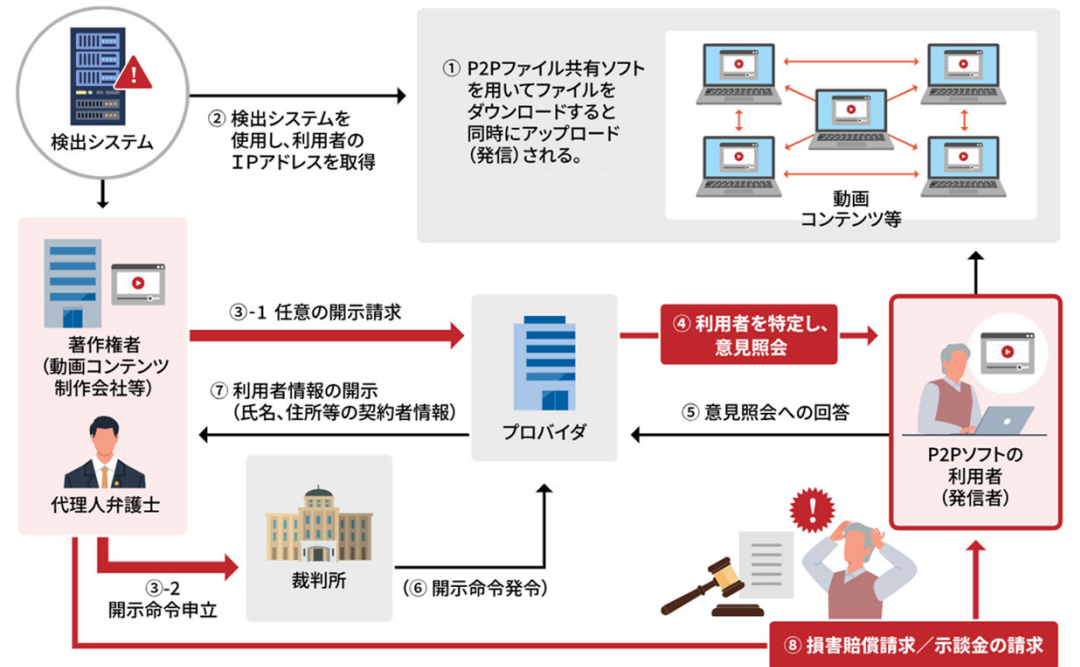 検出システム
① P2Pファイル共有ソフト
を用いてファイルを
ダウンロードすると
同時にアップロード
（発信）される。
動画
コンテンツ等
② 検出システムを
使用し、利用者の
ＩＰアドレスを取得
著作権者
（動画コンテンツ
制作会社等）
代理人弁護士
③-1 任意の開示請求
プロバイダ
④ 利用者を特定し、
意見照会
⑦ 利用者情報の開示
（氏名、住所等の契約者情報）
⑤ 意見照会への回答
P2Pソフトの
利用者
（発信者）
裁判所
③-2
開示命令申立
（⑥ 開示命令発令）
⑧ 損害賠償請求／示談金の請求